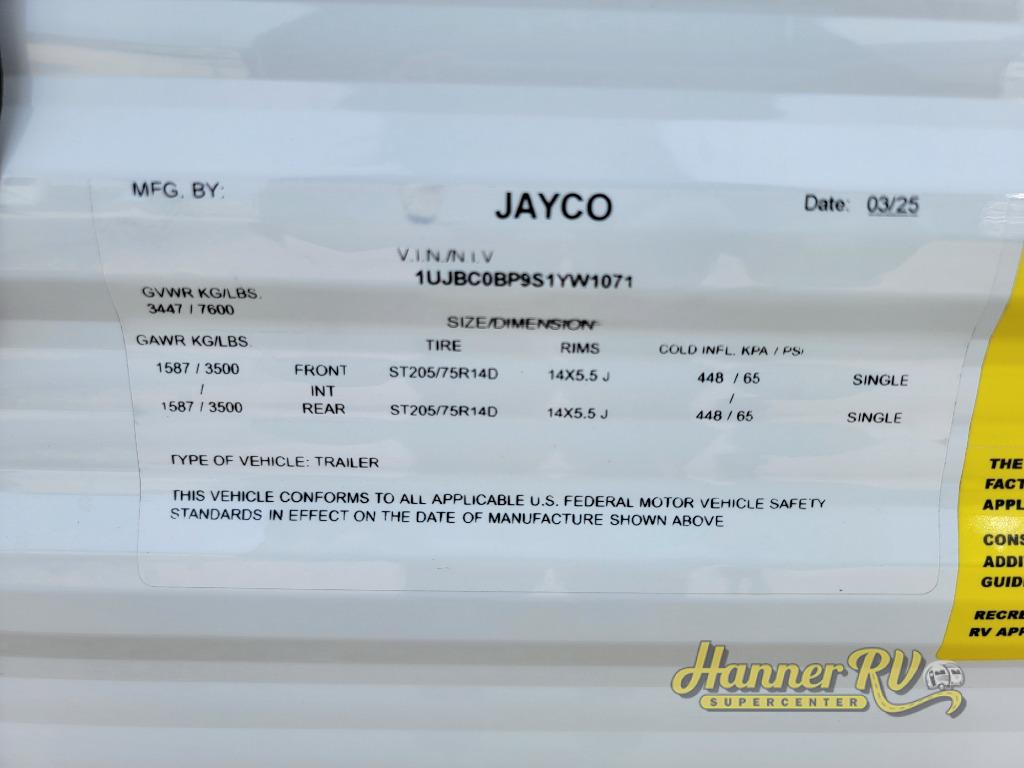 MFG. BY: JAYCO Date: 03/25
V.I.N./N.I.V
1UJBC0BP9S1YW1071
GVWR KG/LBS.
3447 / 7600
SIZE/DIMENSION
GAWR KG/LBS. TIRE RIMS COLD INFL. KPA / PSI
1587 / 3500 FRONT ST205/75R14D 14X5.5 J 448 / 65 SINGLE
/ INT /
1587 / 3500 REAR ST205/75R14D 14X5.5 J 448 / 65 SINGLE
TYPE OF VEHICLE: TRAILER
THIS VEHICLE CONFORMS TO ALL APPLICABLE U.S. FEDERAL MOTOR VEHICLE SAFETY
STANDARDS IN EFFECT ON THE DATE OF MANUFACTURE SHOWN ABOVE
THE
FACT
APPL
CONS
ADDI
GUID
RECRE
RV APP
Hanner RV
SUPERCENTER